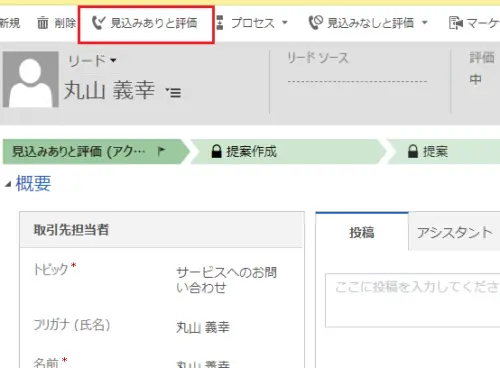 新規 削除 見込みありと評価 プロセス 見込みなしと評価 マーケ
リード リード ソース 評価
丸山 義幸 中
見込みありと評価 (アク… 提案作成 提案
概要
取引先担当者 投稿 アシスタント
トピック* サービスへのお問
い合わせ
ここに投稿を入力してくださ
フリガナ (氏名) 丸山 義幸
名前* 丸山 義幸